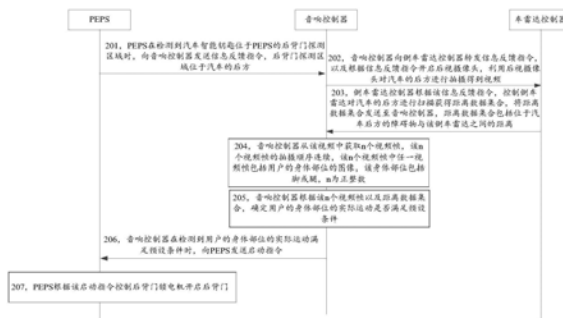 PEPS
音响控制器
车雷达控制器
201，PEPS在检测到汽车智能钥匙位于PEPS的后背门探测
区域时，向音响控制器发送信息反馈指令，后背门探测区
域位于汽车的后方
202，音响控制器向倒车雷达控制器转发信息反馈指令，
以及根据信息反馈指令开启后视摄像头，利用后视摄像
头对汽车的后方进行拍摄得到视频
203，倒车雷达控制器根据该信息反馈指令，控制倒车
雷达对汽车的后方进行扫描获得距离数据集合，将距离
数据集合发送至音响控制器，距离数据集合包括位于汽
车后方的障碍物与该倒车雷达之间的距离
204，音响控制器从该视频中获取n个视频帧，该n
个视频帧的拍摄顺序连续，该n个视频帧中任一视
频帧包括用户的身体部位的图像，该身体部位包括
脚或腿，n为正整数
205，音响控制器根据该n个视频帧以及距离数据集
合，确定用户的身体部位的实际运动是否满足预设
条件
206，音响控制器在检测到用户的身体部位的实际运动满
足预设条件时，向PEPS发送启动指令
207，PEPS根据该启动指令控制后背门继电机开启后背门